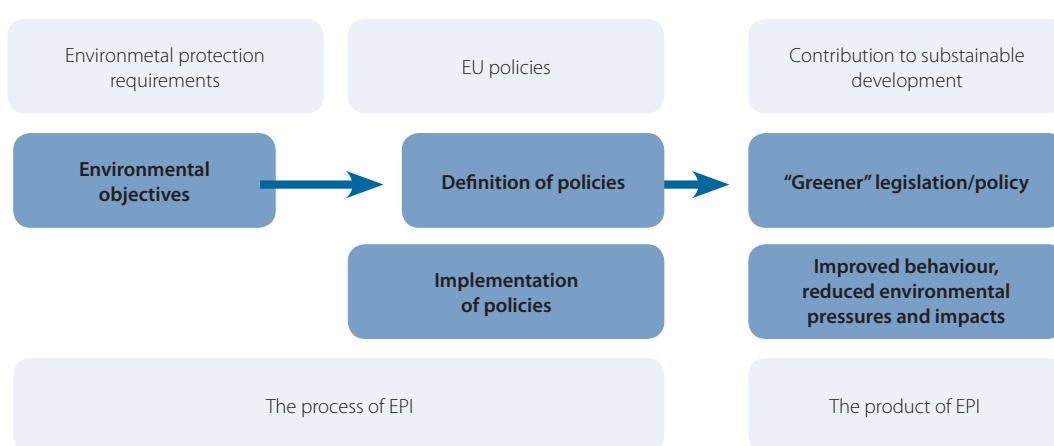 Environmetal protection
requirements
EU policies
Contribution to substainable
development
Environmental
objectives
Definition of policies
“Greener” legislation/policy
Implementation
of policies
Improved behaviour,
reduced environmental
pressures and impacts
The process of EPI
The product of EPI